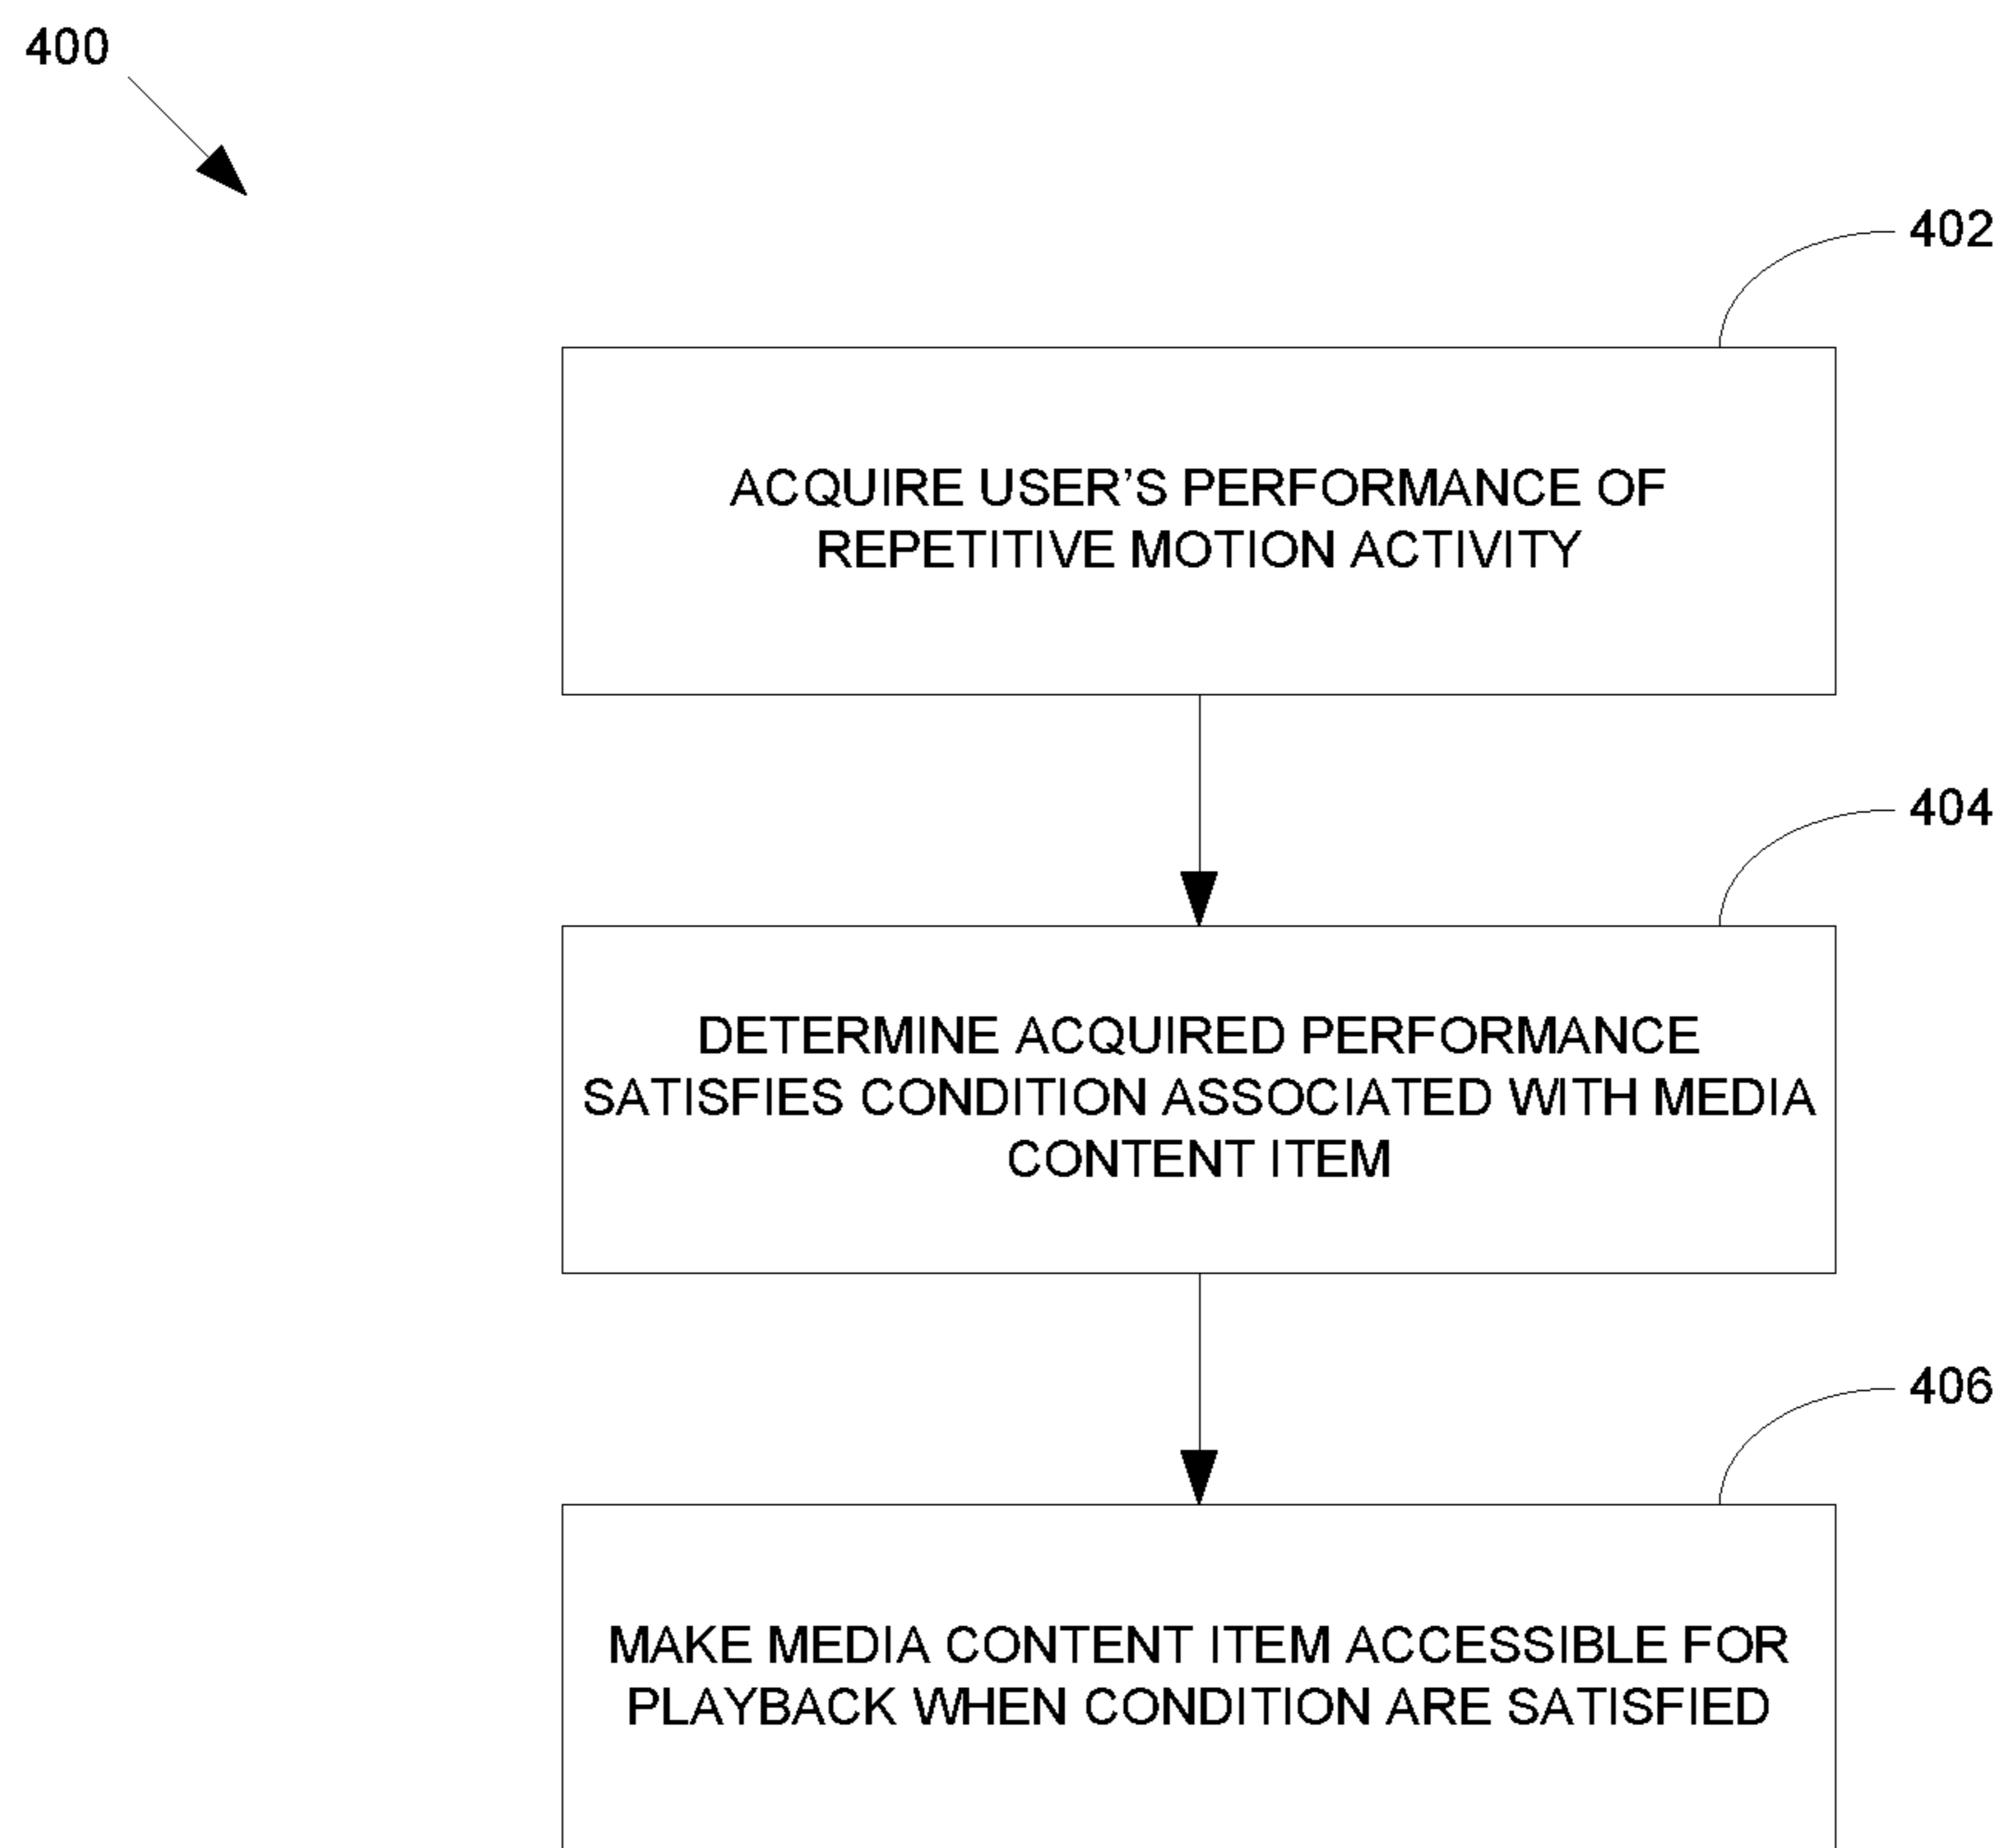 400
402
ACQUIRE USER'S PERFORMANCE OF
REPETITIVE MOTION ACTIVITY
404
DETERMINE ACQUIRED PERFORMANCE
SATISFIES CONDITION ASSOCIATED WITH MEDIA
CONTENT ITEM
406
MAKE MEDIA CONTENT ITEM ACCESSIBLE FOR
PLAYBACK WHEN CONDITION ARE SATISFIED